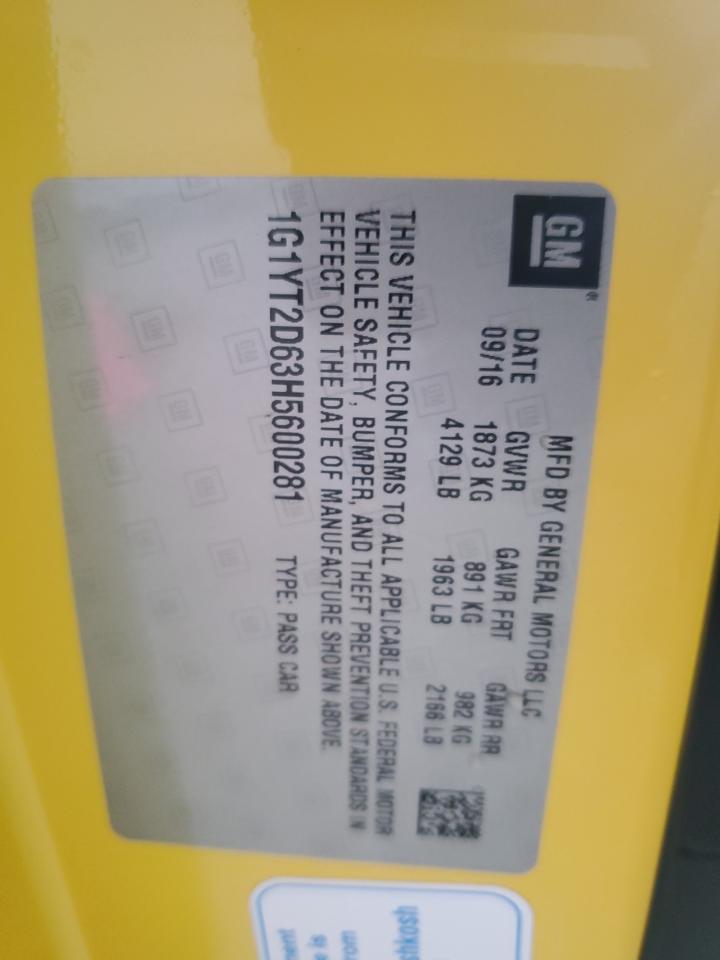 GM
MFD BY GENERAL MOTORS LLC
DATE GVWR GAWR FRT GAWR RR
09/16 1873 KG 891 KG 982 KG
4129 LB 1963 LB 2166 LB
THIS VEHICLE CONFORMS TO ALL APPLICABLE U.S. FEDERAL MOTOR
VEHICLE SAFETY, BUMPER, AND THEFT PREVENTION STANDARDS IN
EFFECT ON THE DATE OF MANUFACTURE SHOWN ABOVE.
1G1YT2D63H5600281 TYPE: PASS CAR